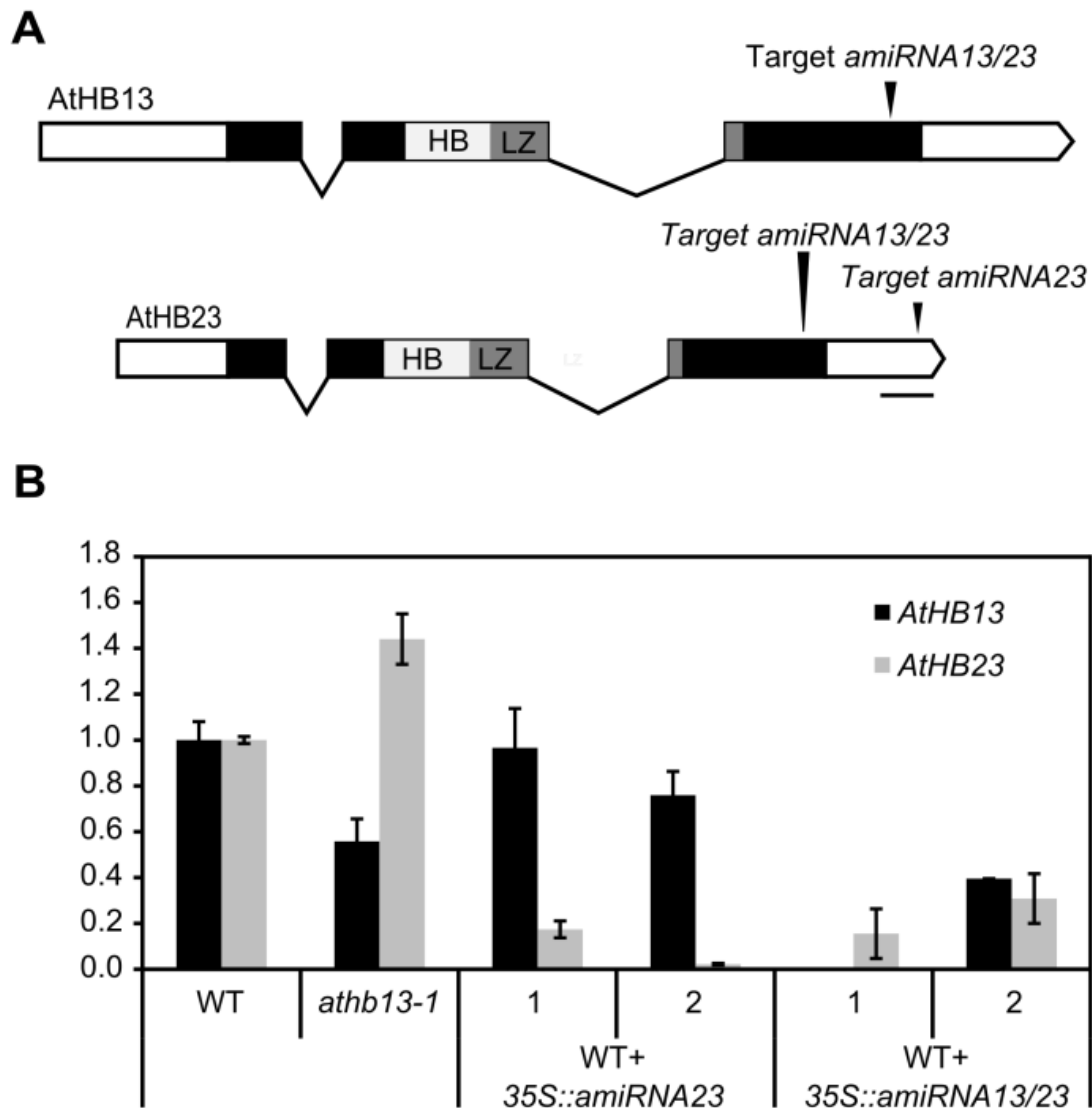 A
Target amiRNA13/23
AtHB13
HB LZ
Target amiRNA13/23
Target amiRNA23
AtHB23
HB LZ LZ
B
1.8
1.6
1.4
1.2
1.0
0.8
0.6
0.4
0.2
0.0
AtHB13
AtHB23
WT athb13-1 1 2 1 2
WT+ WT+
35S::amiRNA23 35S::amiRNA13/23